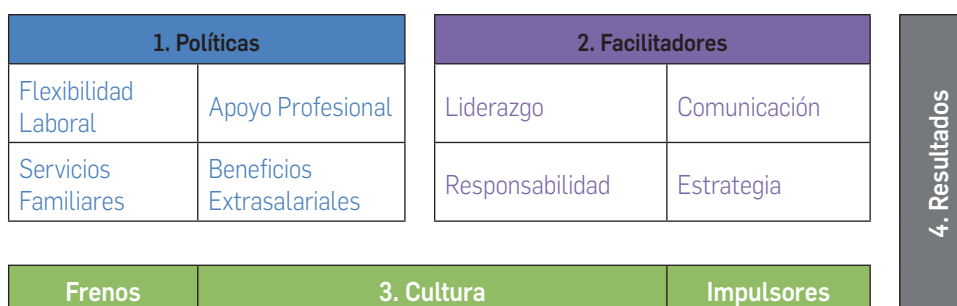 1. Políticas
Flexibilidad
Laboral
Apoyo Profesional
Servicios
Familiares
Beneficios
Extrasalariales
2. Facilitadores
Liderazgo
Comunicación
Responsabilidad
Estrategia
4. Resultados
Frenos
3. Cultura
Impulsores